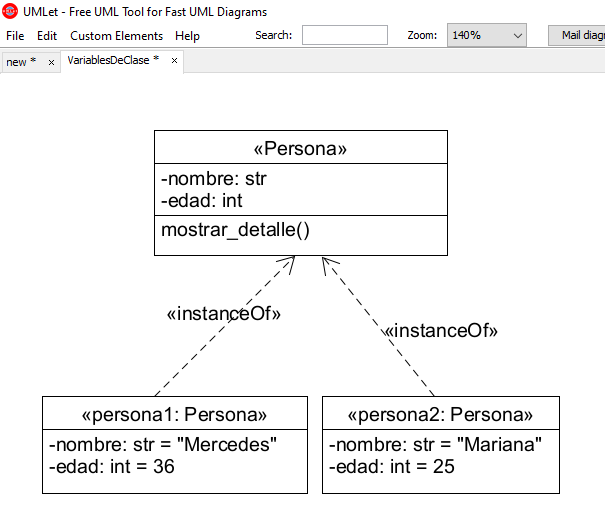 UMLet - Free UML Tool for Fast UML Diagrams
File Edit Custom Elements Help Search: Zoom: 140% Mail diagr
new * × VariablesDeClase * ×
«Persona»
-nombre: str
-edad: int
mostrar_detalle()
«instanceOf»
«instanceOf»
«persona1: Persona»
-nombre: str = "Mercedes"
-edad: int = 36
«persona2: Persona»
-nombre: str = "Mariana"
-edad: int = 25